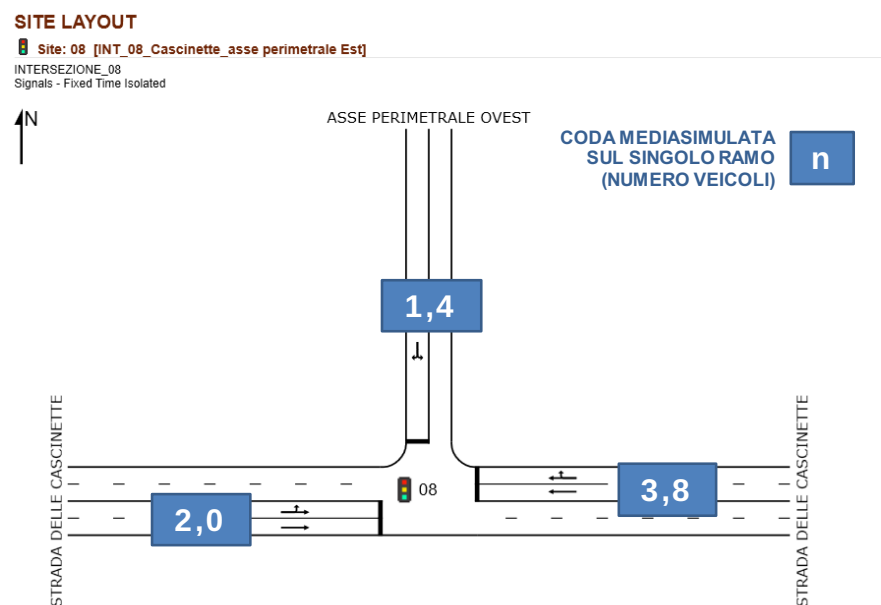 SITE LAYOUT
Site: 08 [INT_08_Cascinette_asse perimetrale Est]
INTERSEZIONE_08
Signals - Fixed Time Isolated
N
ASSE PERIMETRALE OVEST
CODA MEDIASIMULATA
SUL SINGOLO RAMO
(NUMERO VEICOLI)
n
1,4
STRADA DELLE CASCINETTE
2,0
08
3,8
STRADA DELLE CASCINETTE